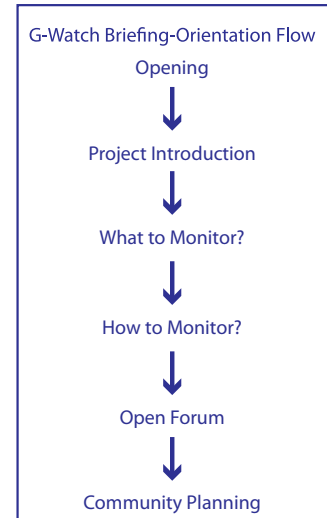 G-Watch Briefing-Orientation Flow
Opening
Project Introduction
What to Monitor?
How to Monitor?
Open Forum
Community Planning